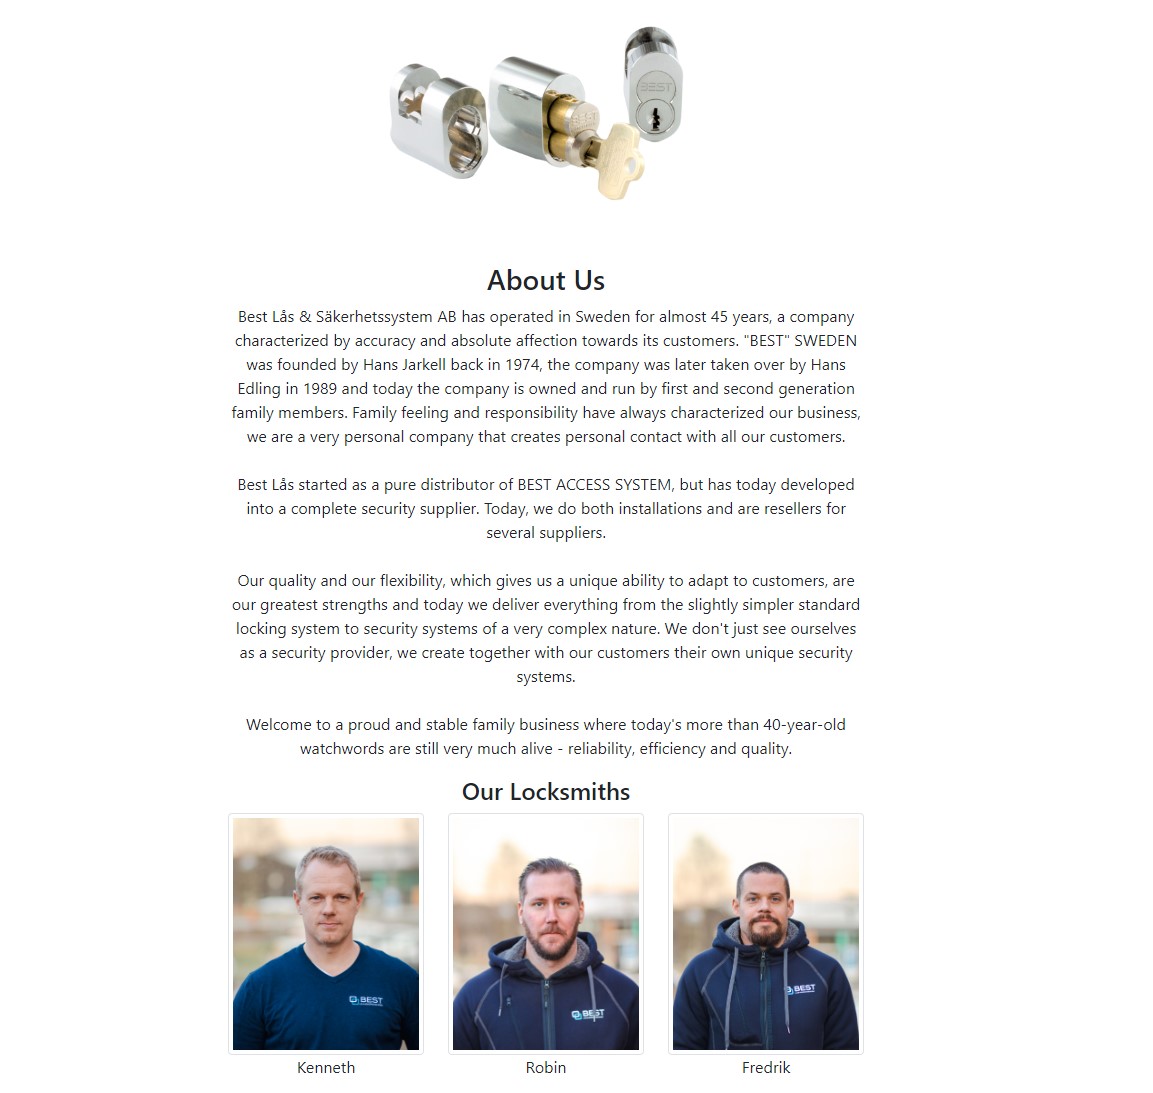 BEST
BEST
About Us
Best Lås & Säkerhetssystem AB has operated in Sweden for almost 45 years, a company
characterized by accuracy and absolute affection towards its customers. "BEST" SWEDEN
was founded by Hans Jarkell back in 1974, the company was later taken over by Hans
Edling in 1989 and today the company is owned and run by first and second generation
family members. Family feeling and responsibility have always characterized our business,
we are a very personal company that creates personal contact with all our customers.
Best Lås started as a pure distributor of BEST ACCESS SYSTEM, but has today developed
into a complete security supplier. Today, we do both installations and are resellers for
several suppliers.
Our quality and our flexibility, which gives us a unique ability to adapt to customers, are
our greatest strengths and today we deliver everything from the slightly simpler standard
locking system to security systems of a very complex nature. We don't just see ourselves
as a security provider, we create together with our customers their own unique security
systems.
Welcome to a proud and stable family business where today's more than 40-year-old
watchwords are still very much alive - reliability, efficiency and quality.
Our Locksmiths
BEST
BEST
BEST
Kenneth
Robin
Fredrik